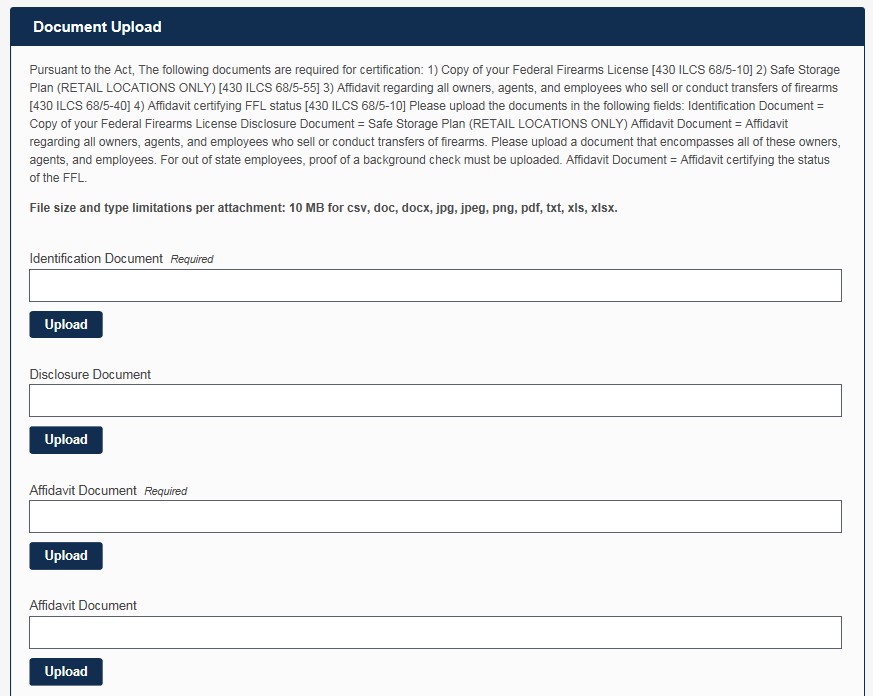 Document Upload
Pursuant to the Act, The following documents are required for certification: 1) Copy of your Federal Firearms License [430 ILCS 68/5-10] 2) Safe Storage
Plan (RETAIL LOCATIONS ONLY) [430 ILCS 68/5-55] 3) Affidavit regarding all owners, agents, and employees who sell or conduct transfers of firearms
[430 ILCS 68/5-40] 4) Affidavit certifying FFL status [430 ILCS 68/5-10] Please upload the documents in the following fields: Identification Document =
Copy of your Federal Firearms License Disclosure Document = Safe Storage Plan (RETAIL LOCATIONS ONLY) Affidavit Document = Affidavit
regarding all owners, agents, and employees who sell or conduct transfers of firearms. Please upload a document that encompasses all of these owners,
agents, and employees. For out of state employees, proof of a background check must be uploaded. Affidavit Document = Affidavit certifying the status
of the FFL.
File size and type limitations per attachment: 10 MB for csv, doc, docx, jpg, jpeg, png, pdf, txt, xls, xlsx.
Identification Document Required
Upload
Disclosure Document
Upload
Affidavit Document Required
Upload
Affidavit Document
Upload